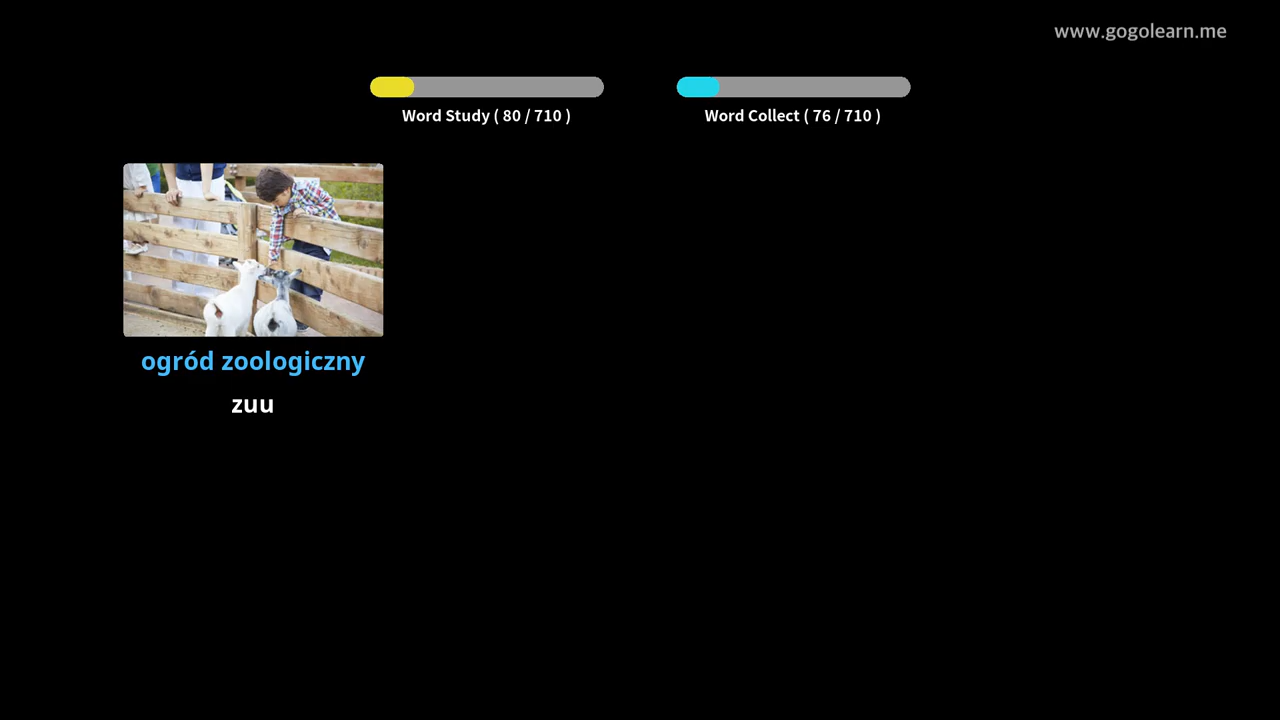 www.gogolearn.me
Word Study ( 80 / 710 )
Word Collect ( 76 / 710 )
ogród zoologiczny
zuu